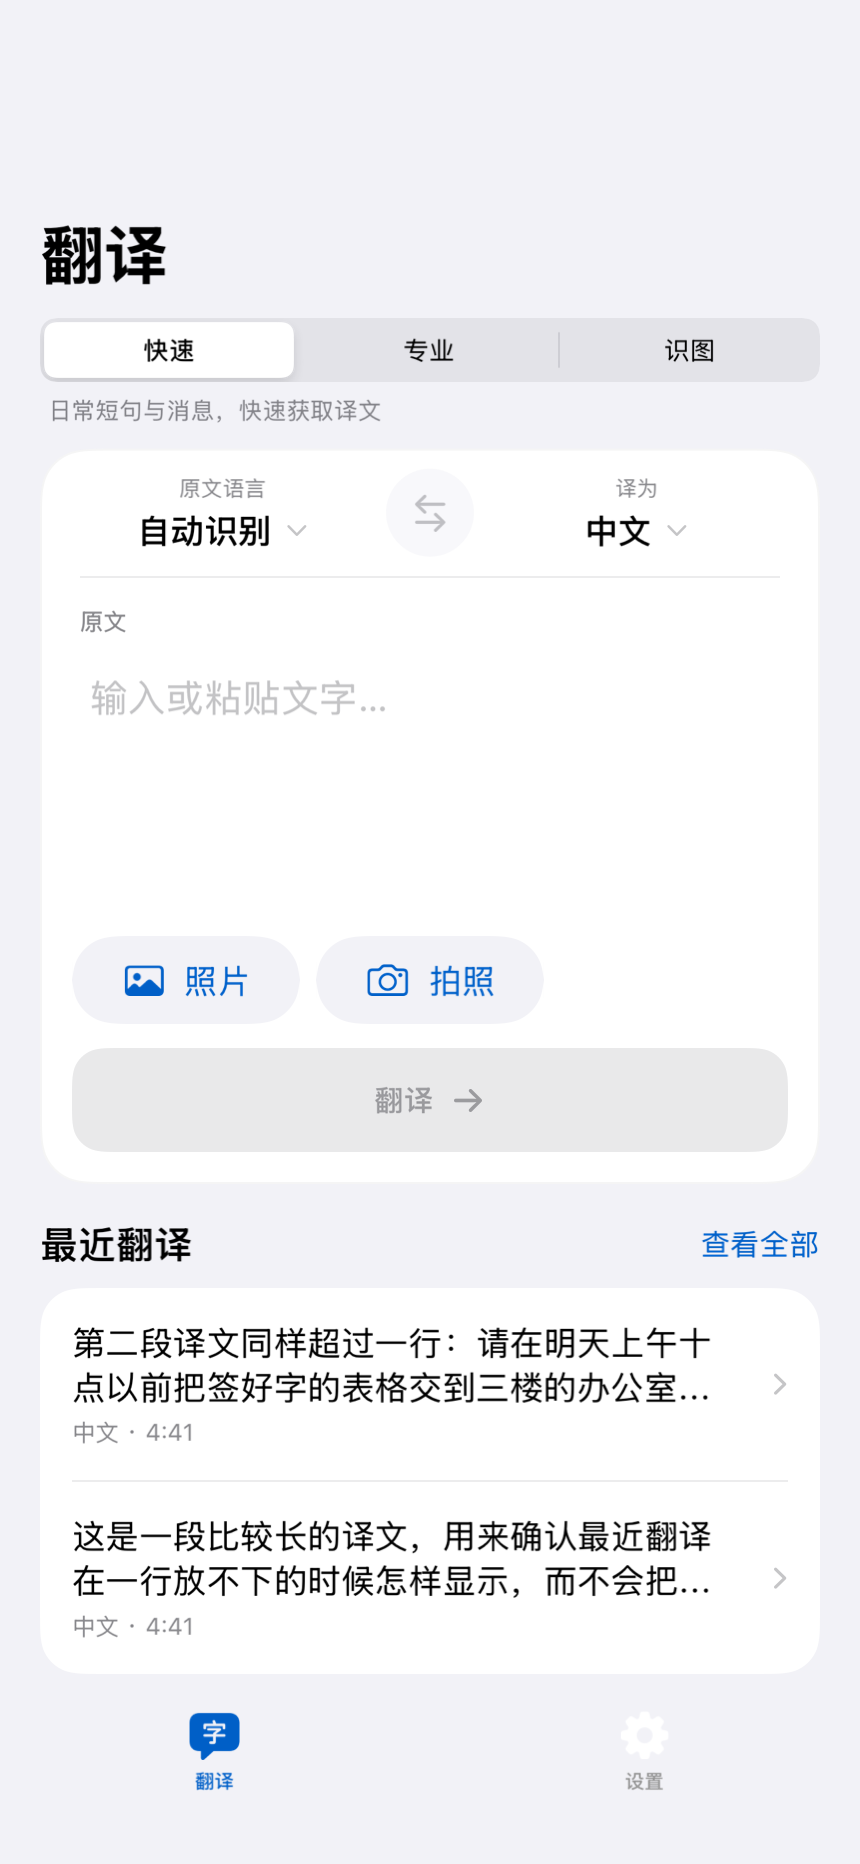 翻译
快速
专业
识图
日常短句与消息，快速获取译文
原文语言
译为
自动识别
中文
原文
输入或粘贴文字...
照片
拍照
翻译
最近翻译
查看全部
第二段译文同样超过一行：请在明天上午十
点以前把签好字的表格交到三楼的办公室...
中文 · 4:41
这是一段比较长的译文，用来确认最近翻译
在一行放不下的时候怎样显示，而不会把...
中文 · 4:41
字
翻译
设置